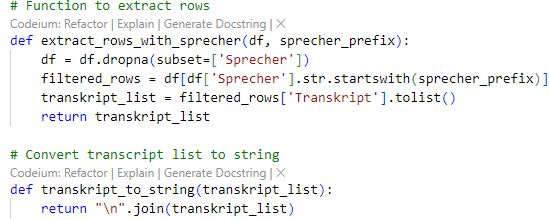 # Function to extract rows
Codeium: Refactor | Explain | Generate Docstring | ×
def extract_rows_with_sprecher(df, sprecher_prefix):
    df = df.dropna(subset=['Sprecher'])
    filtered_rows = df[df['Sprecher'].str.startswith(sprecher_prefix)]
    transkript_list = filtered_rows['Transkript'].tolist()
    return transkript_list

# Convert transcript list to string
Codeium: Refactor | Explain | Generate Docstring | ×
def transkript_to_string(transkript_list):
    return "\n".join(transkript_list)